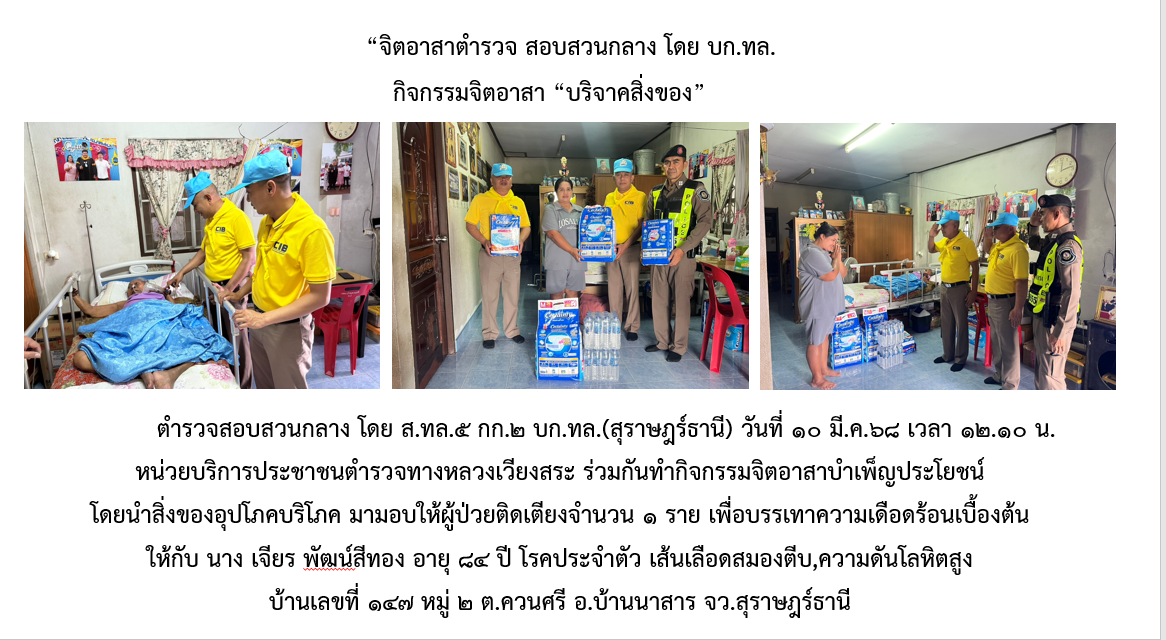 “จิตอาสาตำรวจ สอบสวนกลาง โดย บก.ทล.
กิจกรรมจิตอาสา “บริจาคสิ่งของ”
CIB
CIB
POLICE
Certainty
ตำรวจสอบสวนกลาง โดย ส.ทล.๕ กก.๒ บก.ทล.(สุราษฎร์ธานี) วันที่ ๑๐ มี.ค.๖๘ เวลา ๑๒.๑๐ น.
หน่วยบริการประชาชนตำรวจทางหลวงเวียงสระ ร่วมกันทำกิจกรรมจิตอาสาบำเพ็ญประโยชน์
โดยนำสิ่งของอุปโภคบริโภค มามอบให้ผู้ป่วยติดเตียงจำนวน ๑ ราย เพื่อบรรเทาความเดือดร้อนเบื้องต้น
ให้กับ นาง เจียร พัฒน์สีทอง อายุ ๘๔ ปี โรคประจำตัว เส้นเลือดสมองตีบ,ความดันโลหิตสูง
บ้านเลขที่ ๑๔๗ หมู่ ๒ ต.ควนศรี อ.บ้านนาสาร จว.สุราษฎร์ธานี